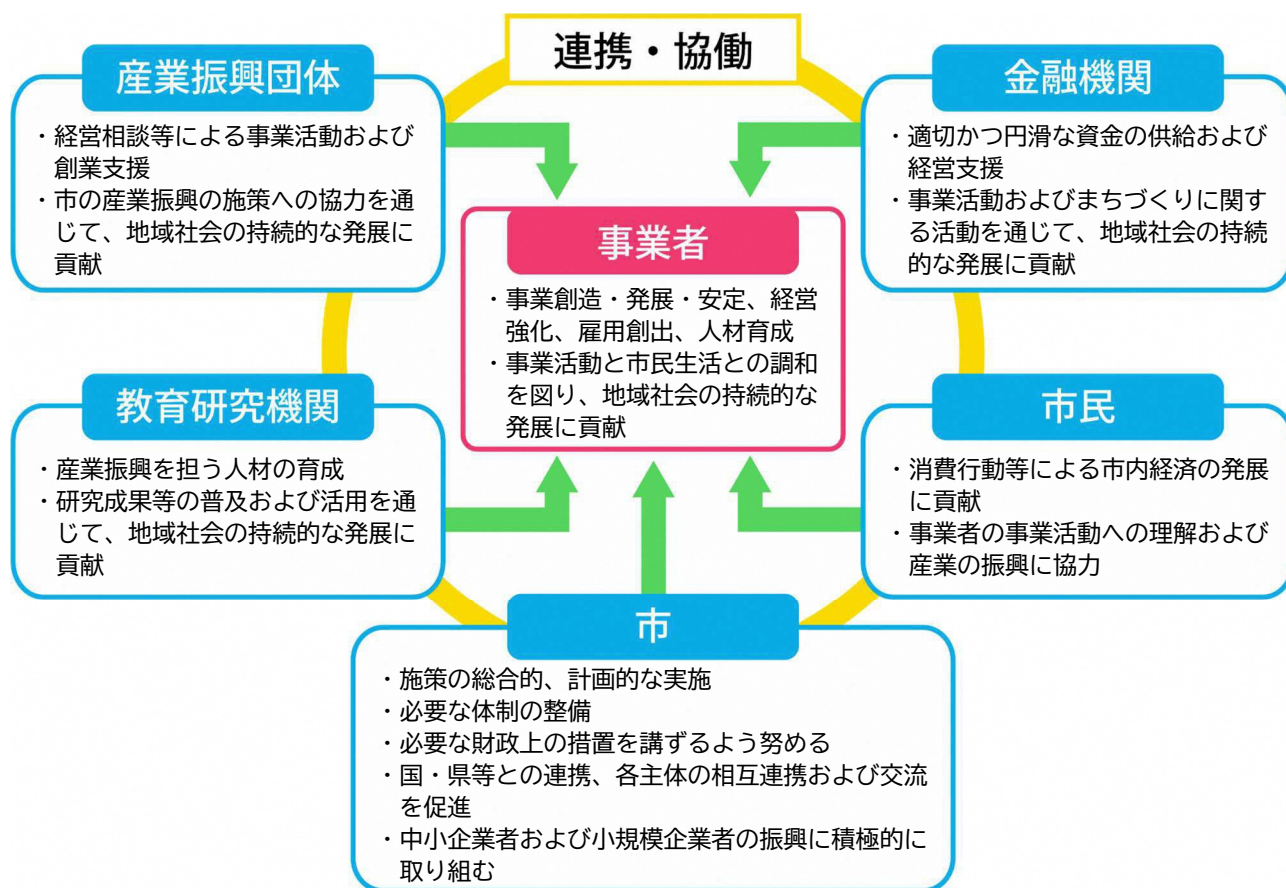 連携・協働
産業振興団体
・経営相談等による事業活動および
創業支援
・市の産業振興の施策への協力を通
じて、地域社会の持続的な発展に
貢献
金融機関
・適切かつ円滑な資金の供給および
経営支援
・事業活動およびまちづくりに関す
る活動を通じて、地域社会の持続
的な発展に貢献
事業者
・事業創造・発展・安定、経営
強化、雇用創出、人材育成
・事業活動と市民生活との調和
を図り、地域社会の持続的な
発展に貢献
教育研究機関
・産業振興を担う人材の育成
・研究成果等の普及および活用を通
じて、地域社会の持続的な発展に
貢献
市民
・消費行動等による市内経済の発展
に貢献
・事業者の事業活動への理解および
産業の振興に協力
市
・施策の総合的、計画的な実施
・必要な体制の整備
・必要な財政上の措置を講ずるよう努める
・国・県等との連携、各主体の相互連携および交流
を促進
・中小企業者および小規模企業者の振興に積極的に
取り組む